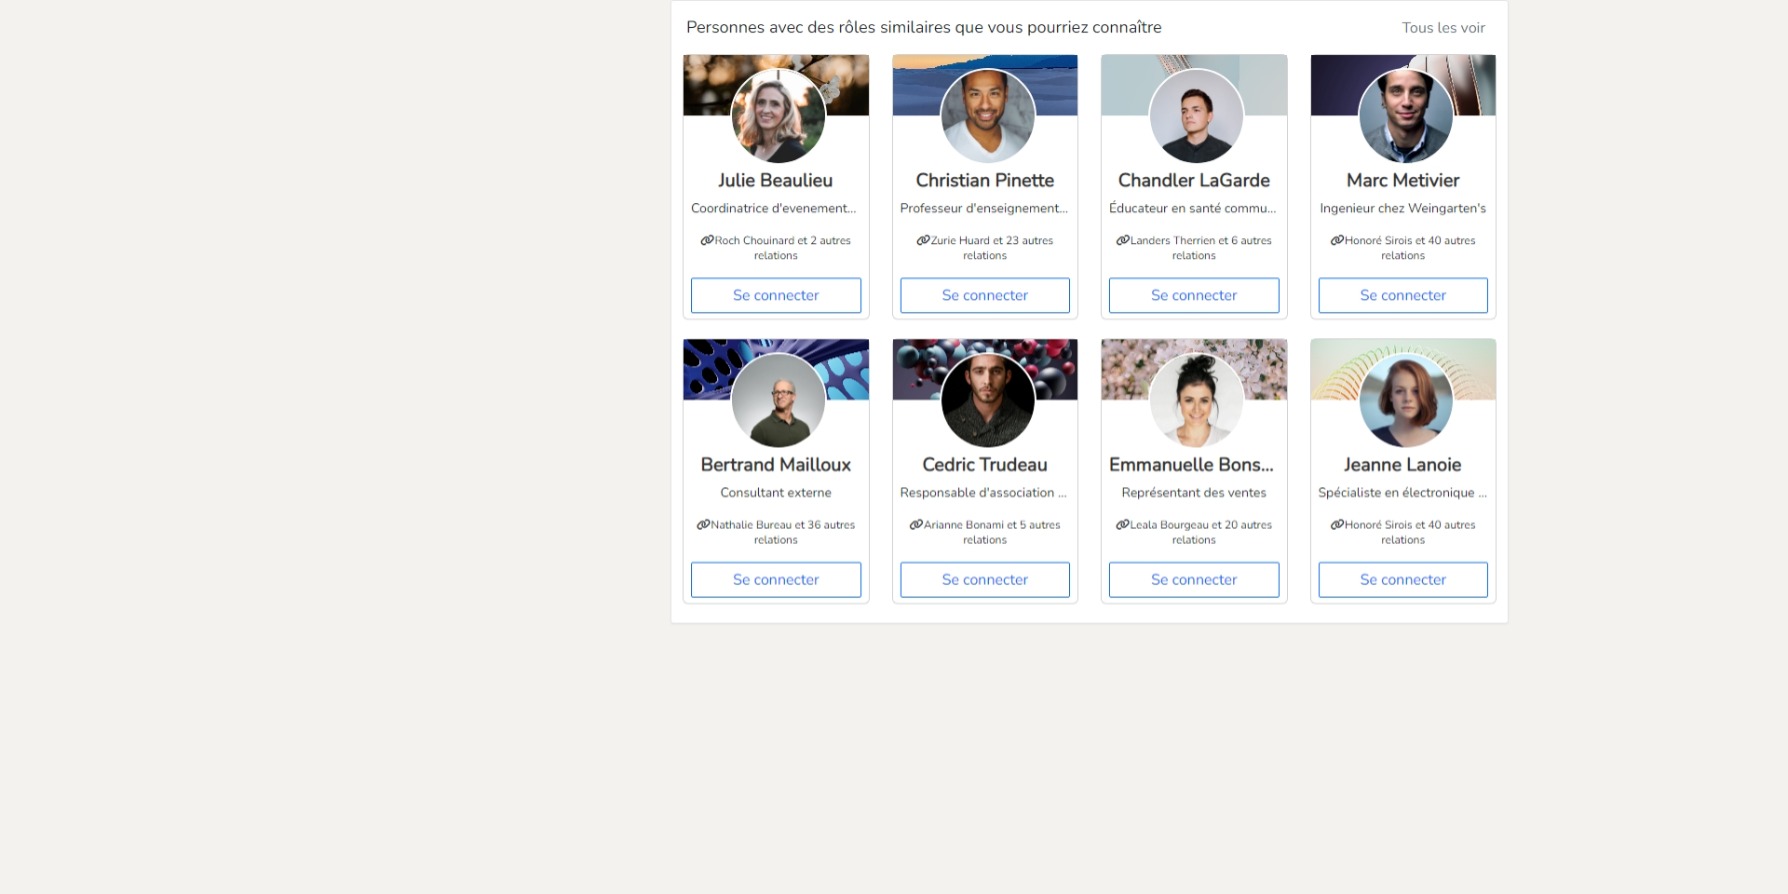 Personnes avec des rôles similaires que vous pourriez connaître
Tous les voir
Julie Beaulieu
Coordinatrice d'evenement...
Roch Chouinard et 2 autres
relations
Se connecter
Christian Pinette
Professeur d'enseignement...
Zurie Huard et 23 autres
relations
Se connecter
Chandler LaGarde
Éducateur en santé commu...
Landers Therrien et 6 autres
relations
Se connecter
Marc Metivier
Ingenieur chez Weingarten's
Honoré Sirois et 40 autres
relations
Se connecter
Bertrand Mailloux
Consultant externe
Nathalie Bureau et 36 autres
relations
Se connecter
Cedric Trudeau
Responsable d'association ...
Arianne Bonami et 5 autres
relations
Se connecter
Emmanuelle Bons...
Représentant des ventes
Leala Bourgeau et 20 autres
relations
Se connecter
Jeanne Lanoie
Spécialiste en électronique ...
Honoré Sirois et 40 autres
relations
Se connecter